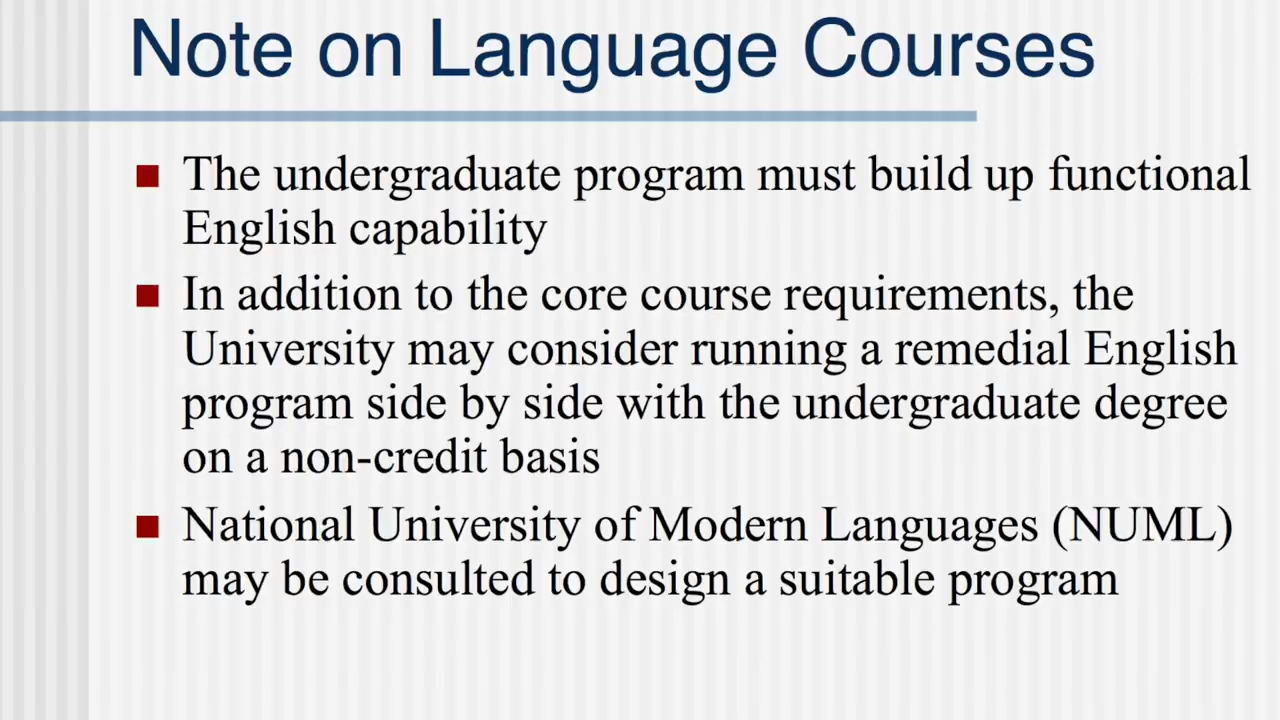 Note on Language Courses
The undergraduate program must build up functional
English capability
In addition to the core course requirements, the
University may consider running a remedial English
program side by side with the undergraduate degree
on a non-credit basis
National University of Modern Languages (NUML)
may be consulted to design a suitable program